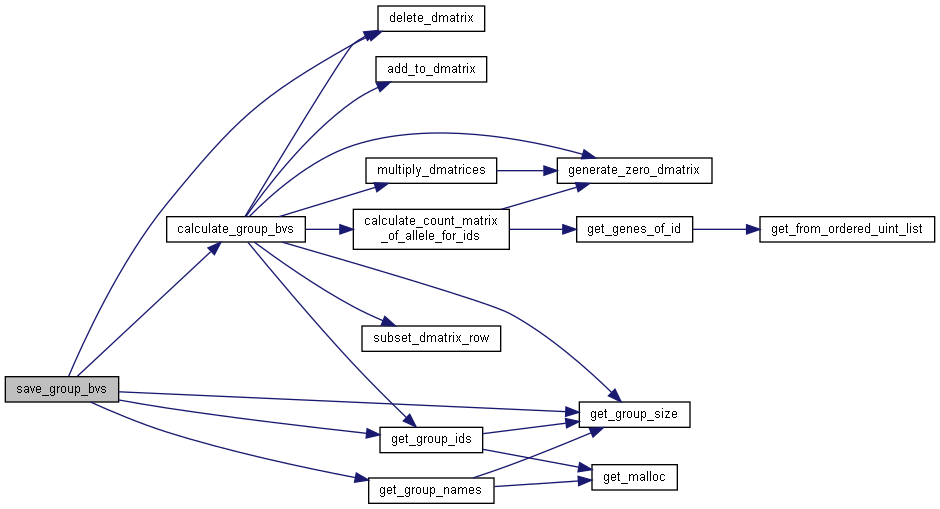 delete_dmatrix
add_to_dmatrix
multiply_dmatrices
generate_zero_dmatrix
calculate_group_bvs
calculate_count_matrix
_of_allele_for_ids
get_genes_of_id
get_from_ordered_uint_list
subset_dmatrix_row
save_group_bvs
get_group_size
get_group_ids
get_malloc
get_group_names